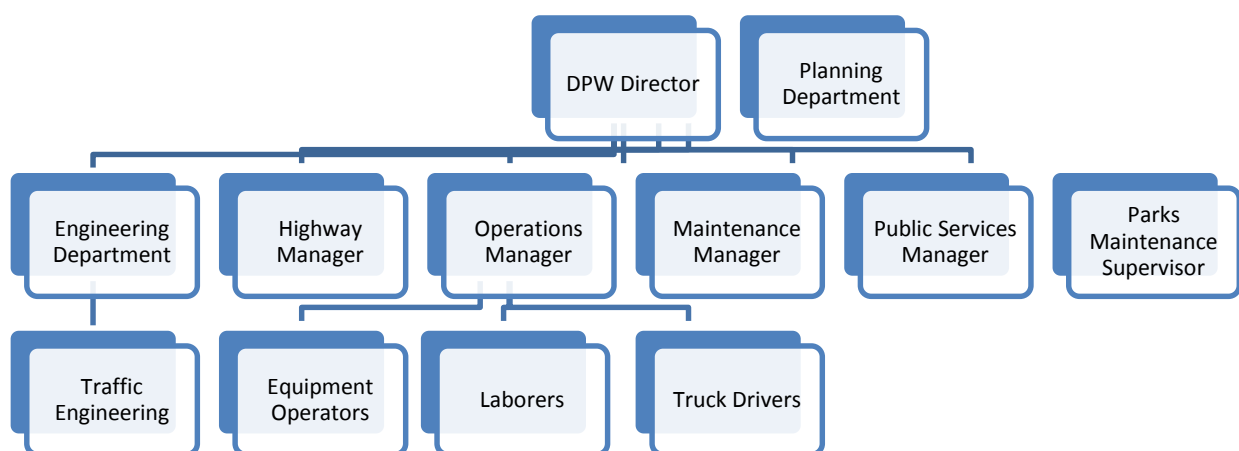 DPW Director
Planning
Department
Engineering
Department
Highway
Manager
Operations
Manager
Maintenance
Manager
Public Services
Manager
Parks
Maintenance
Supervisor
Traffic
Engineering
Equipment
Operators
Laborers
Truck Drivers